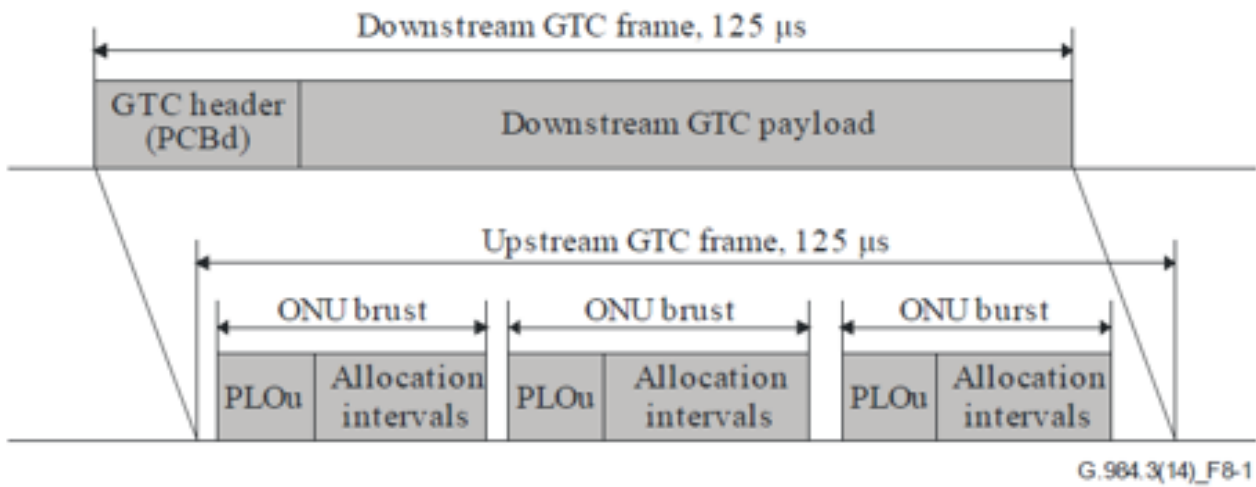 Downstream GTC frame, 125 μs
GTC header
(PCBd)
Downstream GTC payload
Upstream GTC frame, 125 μs
ONU brust
ONU brust
ONU burst
PLOu
Allocation
intervals
PLOu
Allocation
intervals
PLOu
Allocation
intervals
G.984.3(14)_F8-1